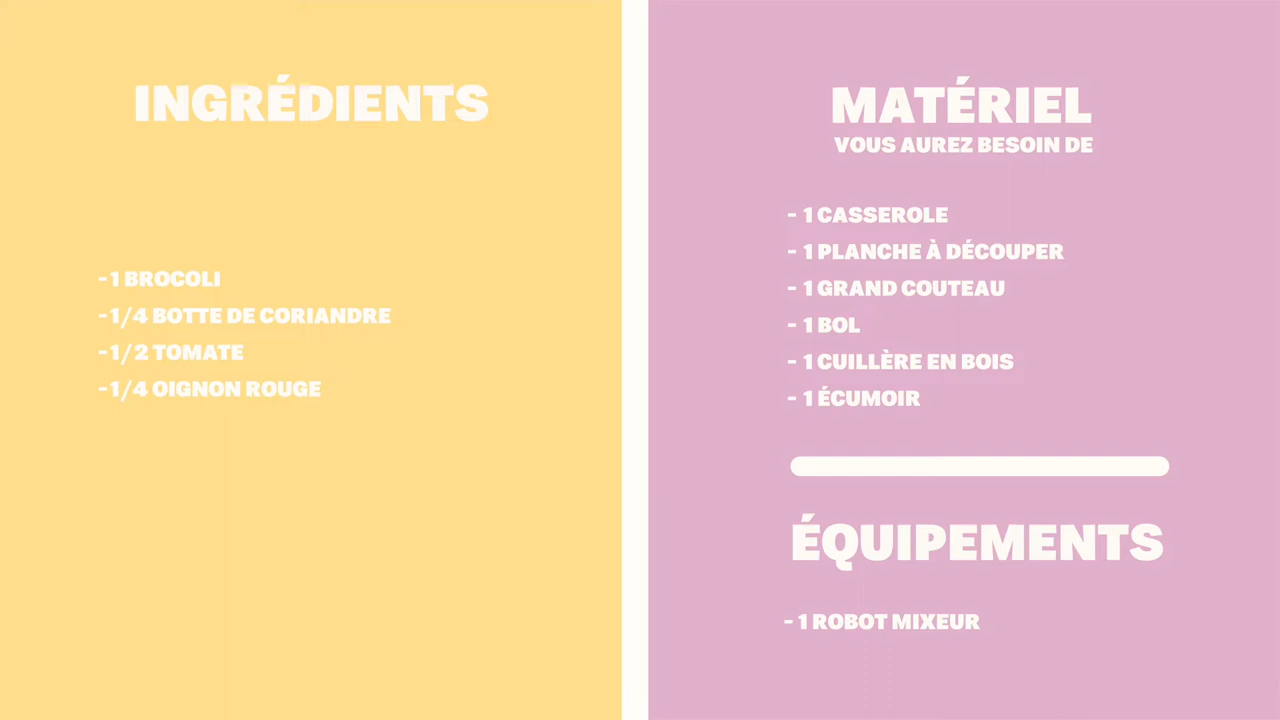 INGRÉDIENTS
-1 BROCOLI
-1/4 BOTTE DE CORIANDRE
-1/2 TOMATE
-1/4 OIGNON ROUGE
MATÉRIEL
VOUS AUREZ BESOIN DE
- 1 CASSEROLE
- 1 PLANCHE À DÉCOUPER
- 1 GRAND COUTEAU
- 1 BOL
- 1 CUILLÈRE EN BOIS
- 1 ÉCUMOIR
ÉQUIPEMENTS
- 1 ROBOT MIXEUR